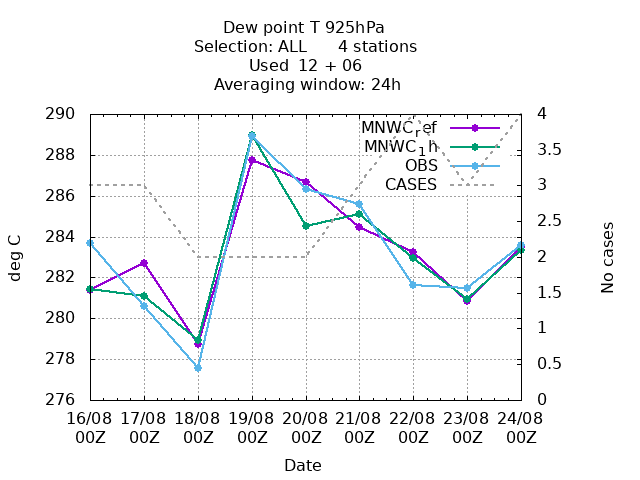 Dew point T 925hPa
Selection: ALL      4 stations
Used  12 + 06
Averaging window: 24h
290
288
286
284
282
280
278
276
deg C
4
3.5
3
2.5
2
1.5
1
0.5
0
No cases
MNWC_ref
MNWC_1h
OBS
CASES
16/08 17/08 18/08 19/08 20/08 21/08 22/08 23/08 24/08
00Z 00Z 00Z 00Z 00Z 00Z 00Z 00Z 00Z
Date